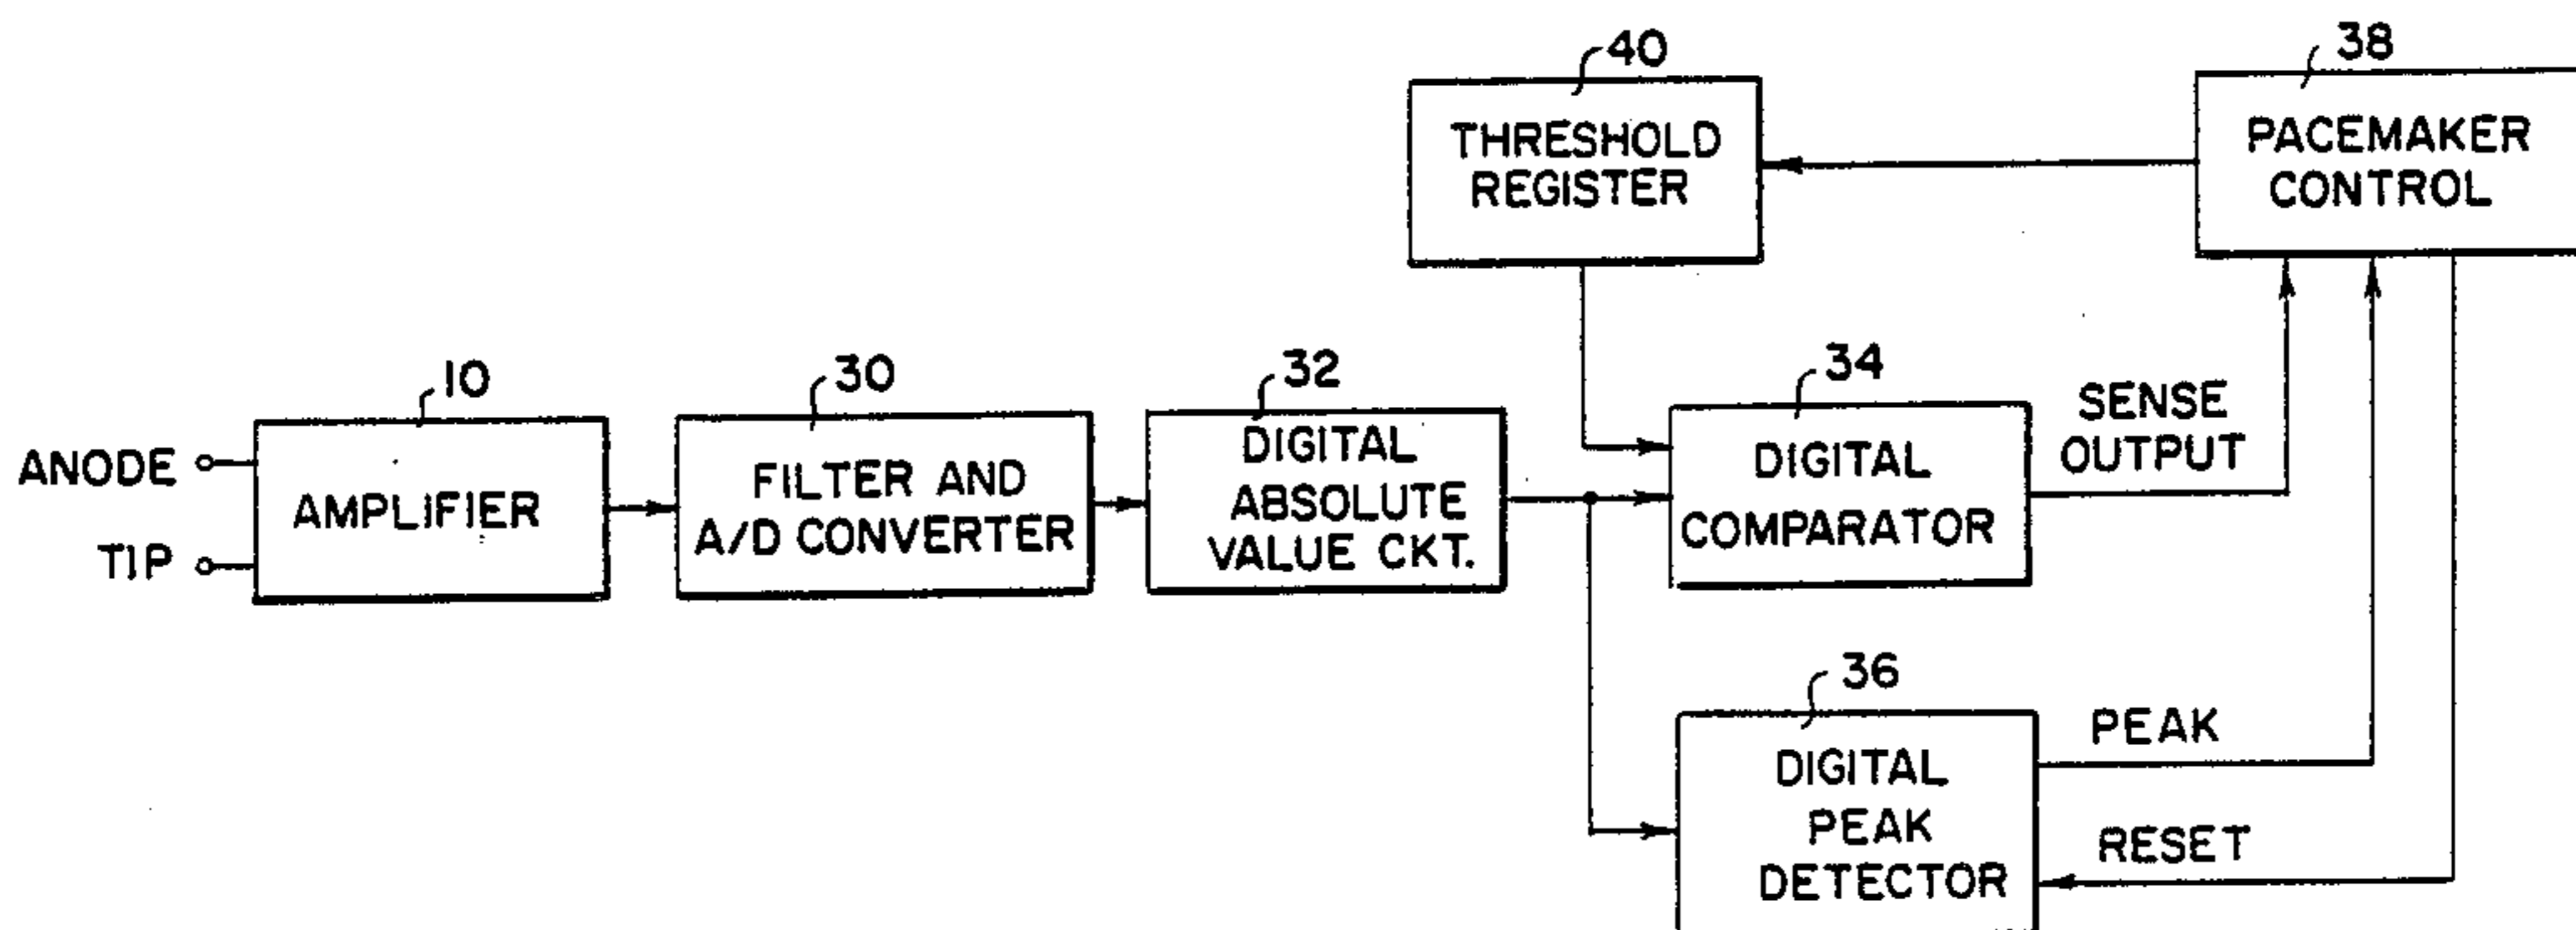 40
38
THRESHOLD
REGISTER
PACEMAKER
CONTROL
10
30
32
34
ANODE
TIP
AMPLIFIER
FILTER AND
A/D CONVERTER
DIGITAL
ABSOLUTE
VALUE CKT.
DIGITAL
COMPARATOR
SENSE
OUTPUT
36
DIGITAL
PEAK
DETECTOR
PEAK
RESET